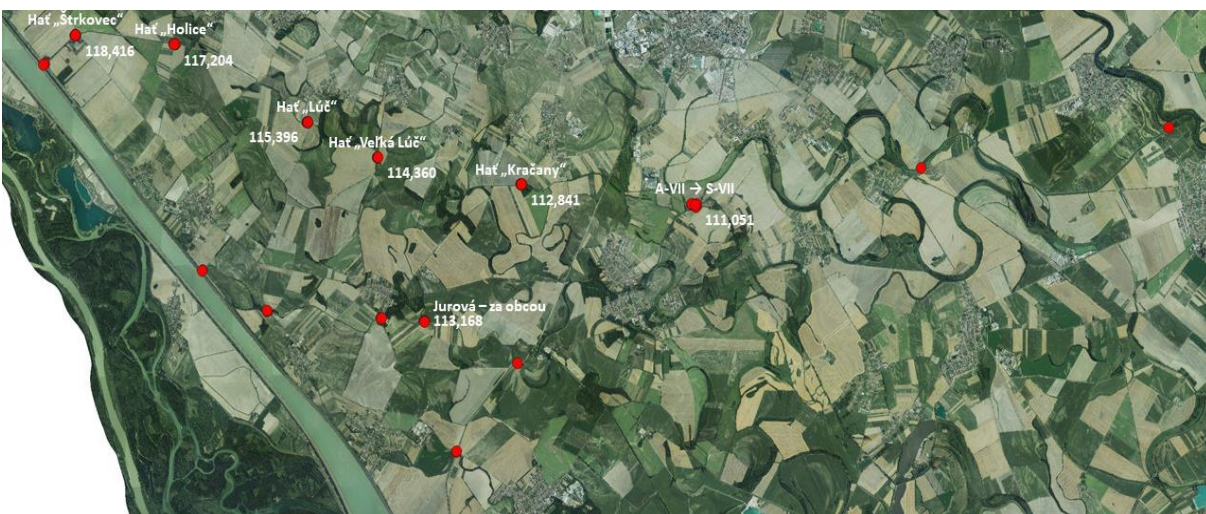 Hať „Štrkovec“
118,416
Hať „Holice“
117,204
Hať „Lúč“
115,396
Hať „Veľká Lúč“
114,360
Hať „Kračany“
112,841
A-VII → S-VII
111,051
Jurová – za obcou
113,168